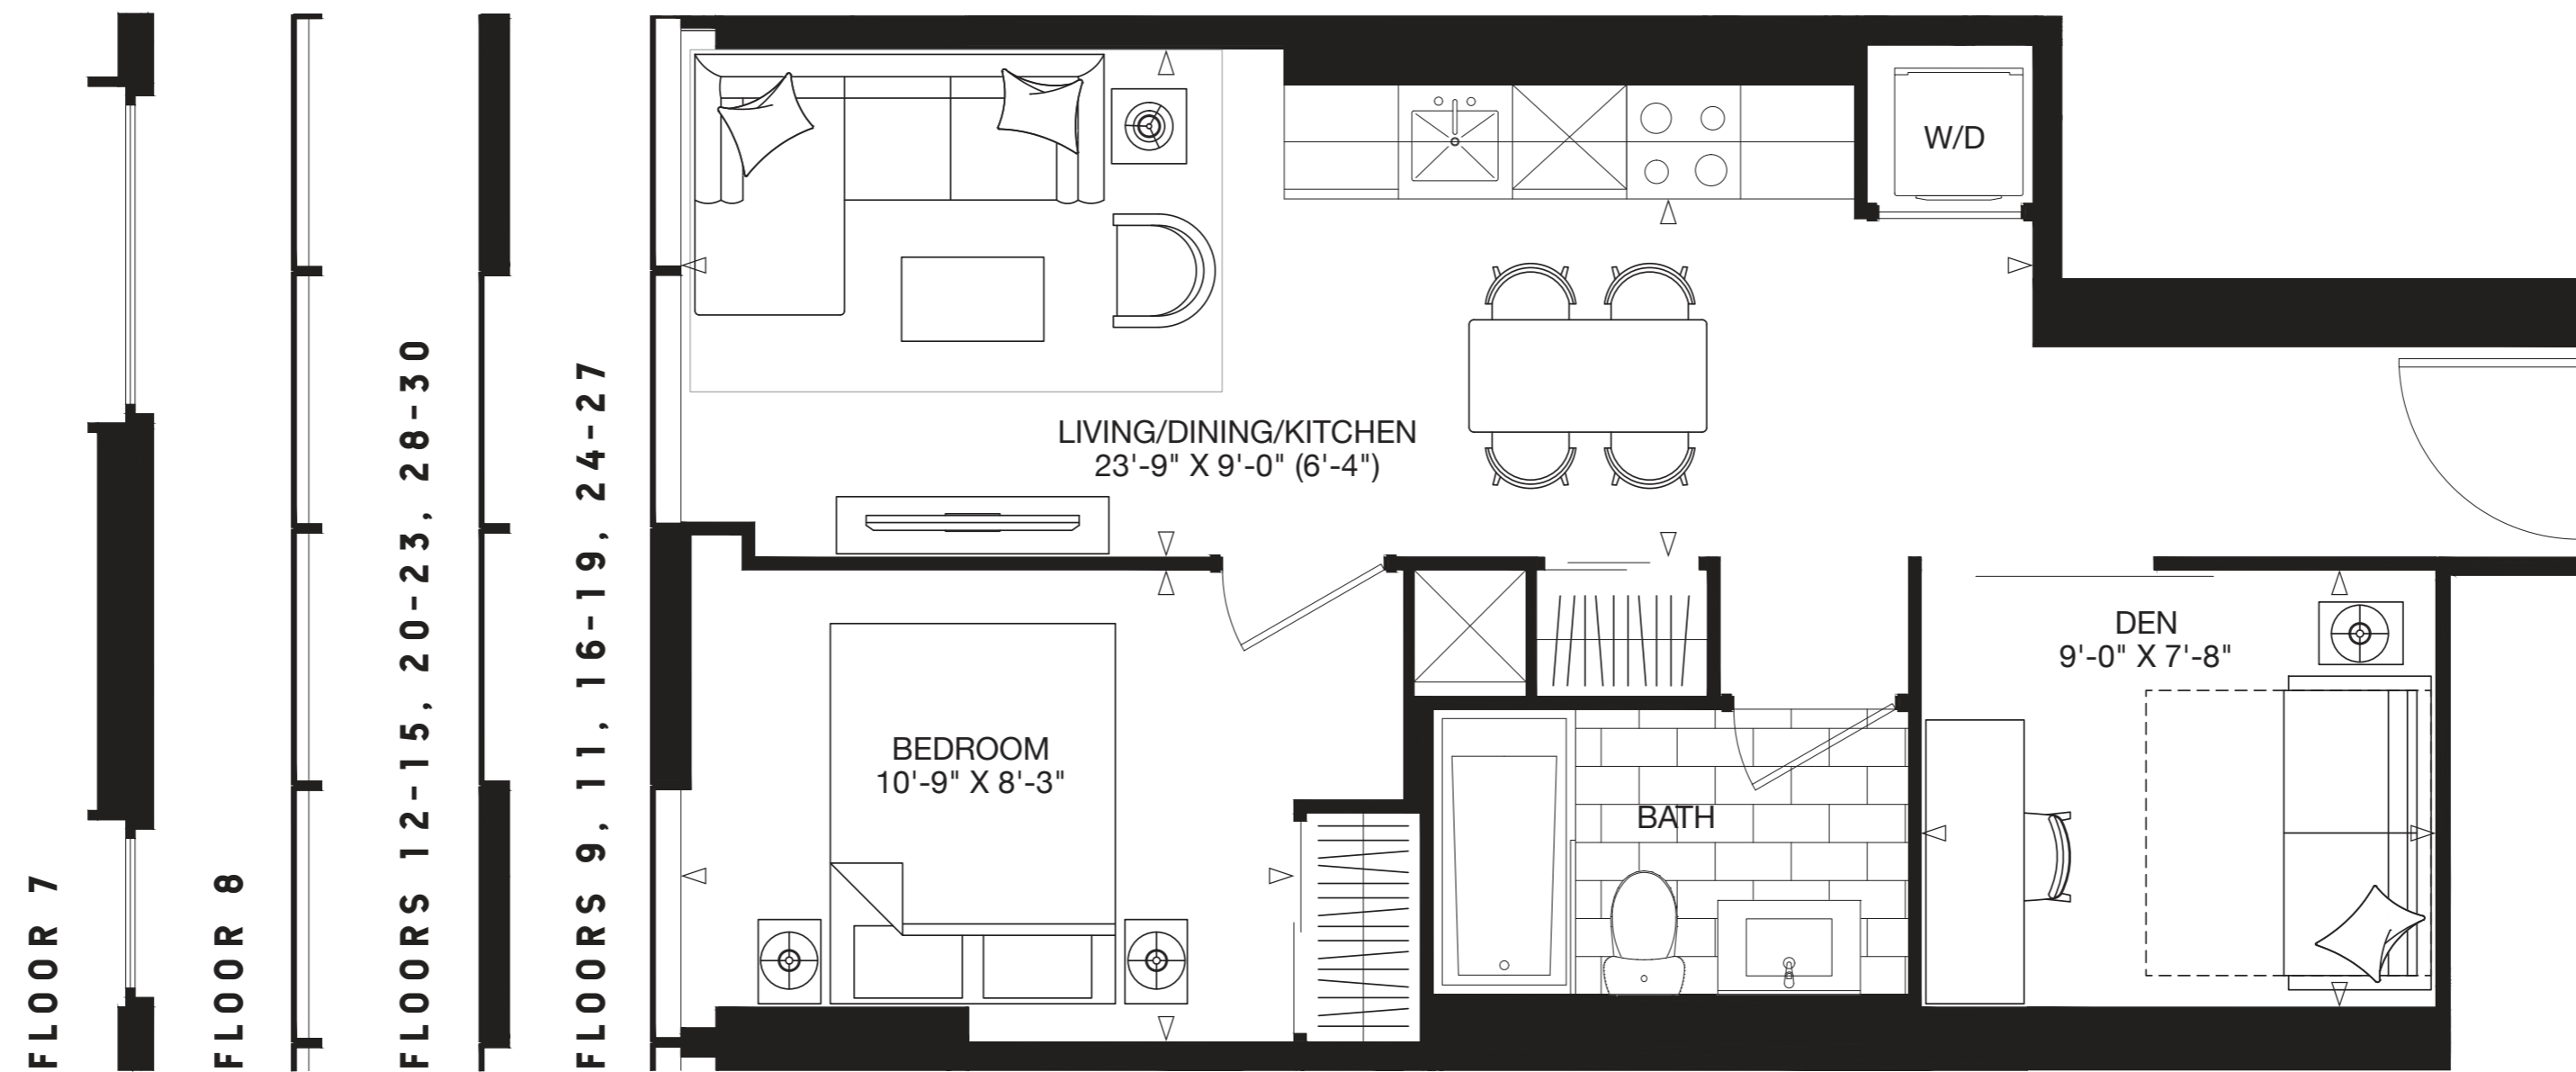 FLOOR 7
FLOOR 8
FLOORS 12-15, 20-23, 28-30
FLOORS 9, 11, 16-19, 24-27
W/D
LIVING/DINING/KITCHEN
23'-9" X 9'-0" (6'-4")
DEN
9'-0" X 7'-8"
BEDROOM
10'-9" X 8'-3"
BATH